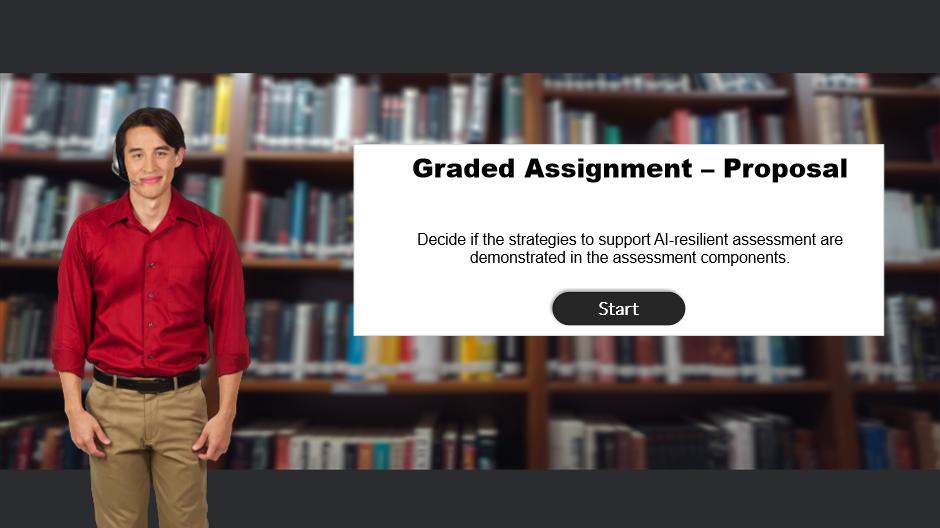 Graded Assignment – Proposal
Decide if the strategies to support AI-resilient assessment are
demonstrated in the assessment components.
Start